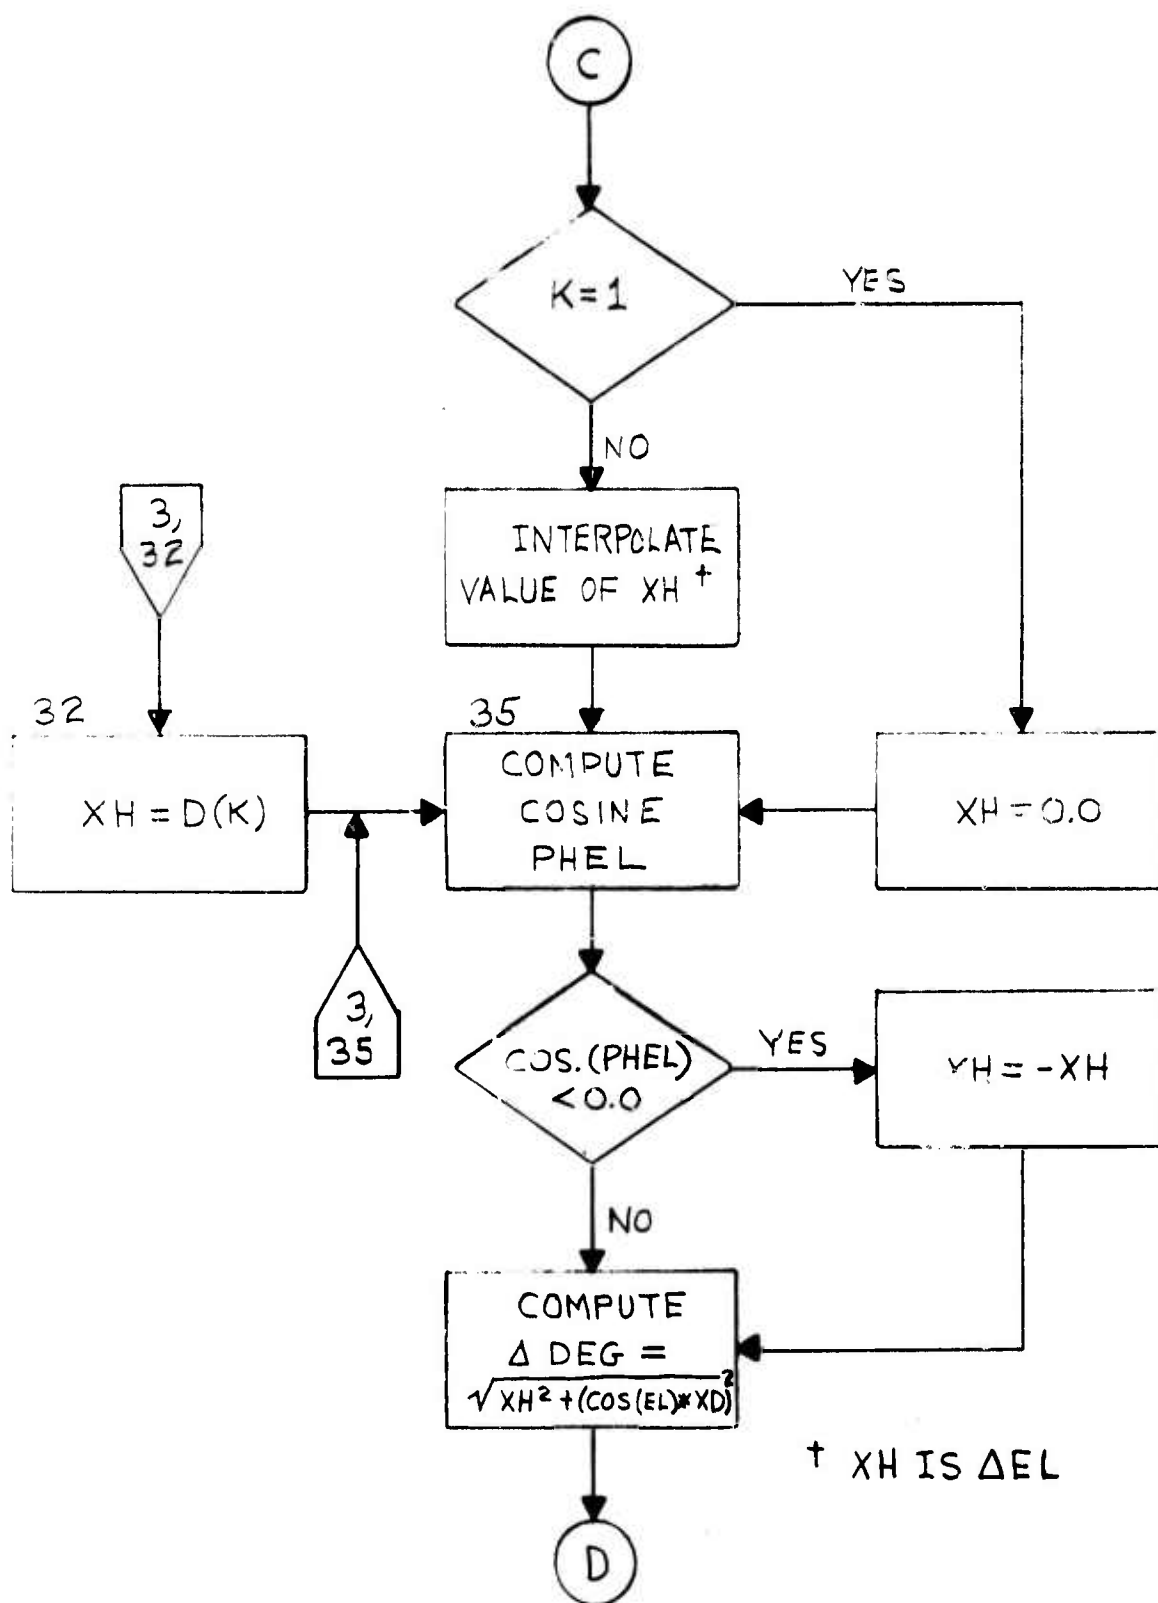 C
K=1
YES
NO
INTERPOLATE
VALUE OF XH †
3,
32
32
XH = D(K)
35
COMPUTE
COSINE
PHEL
XH = 0.0
3,
35
COS.(PHEL)
<0.0
YES
XH = -XH
NO
COMPUTE
Δ DEG =
√XH² + (COS(EL)*XD)²
† XH IS ΔEL
D